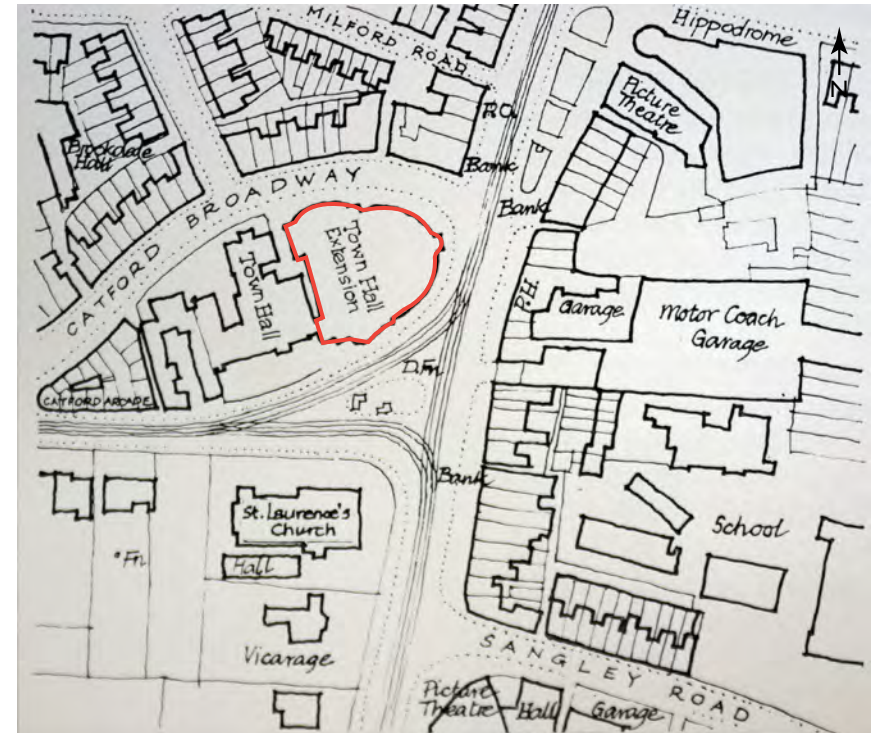 MILFORD ROAD
Hippodrome
N
Picture
Theatre
P.O.
Brookdale
Hall
Bank
CATFORD BROADWAY
Bank
Town Hall
Extension
Town Hall
P.H.
Garage
Motor Coach
Garage
D.Fn
CATFORD ARCADE
Bank
St. Laurence's
Church
School
Fn
Hall
Vicarage
SANGLEY ROAD
Picture
Theatre
Hall
Garage